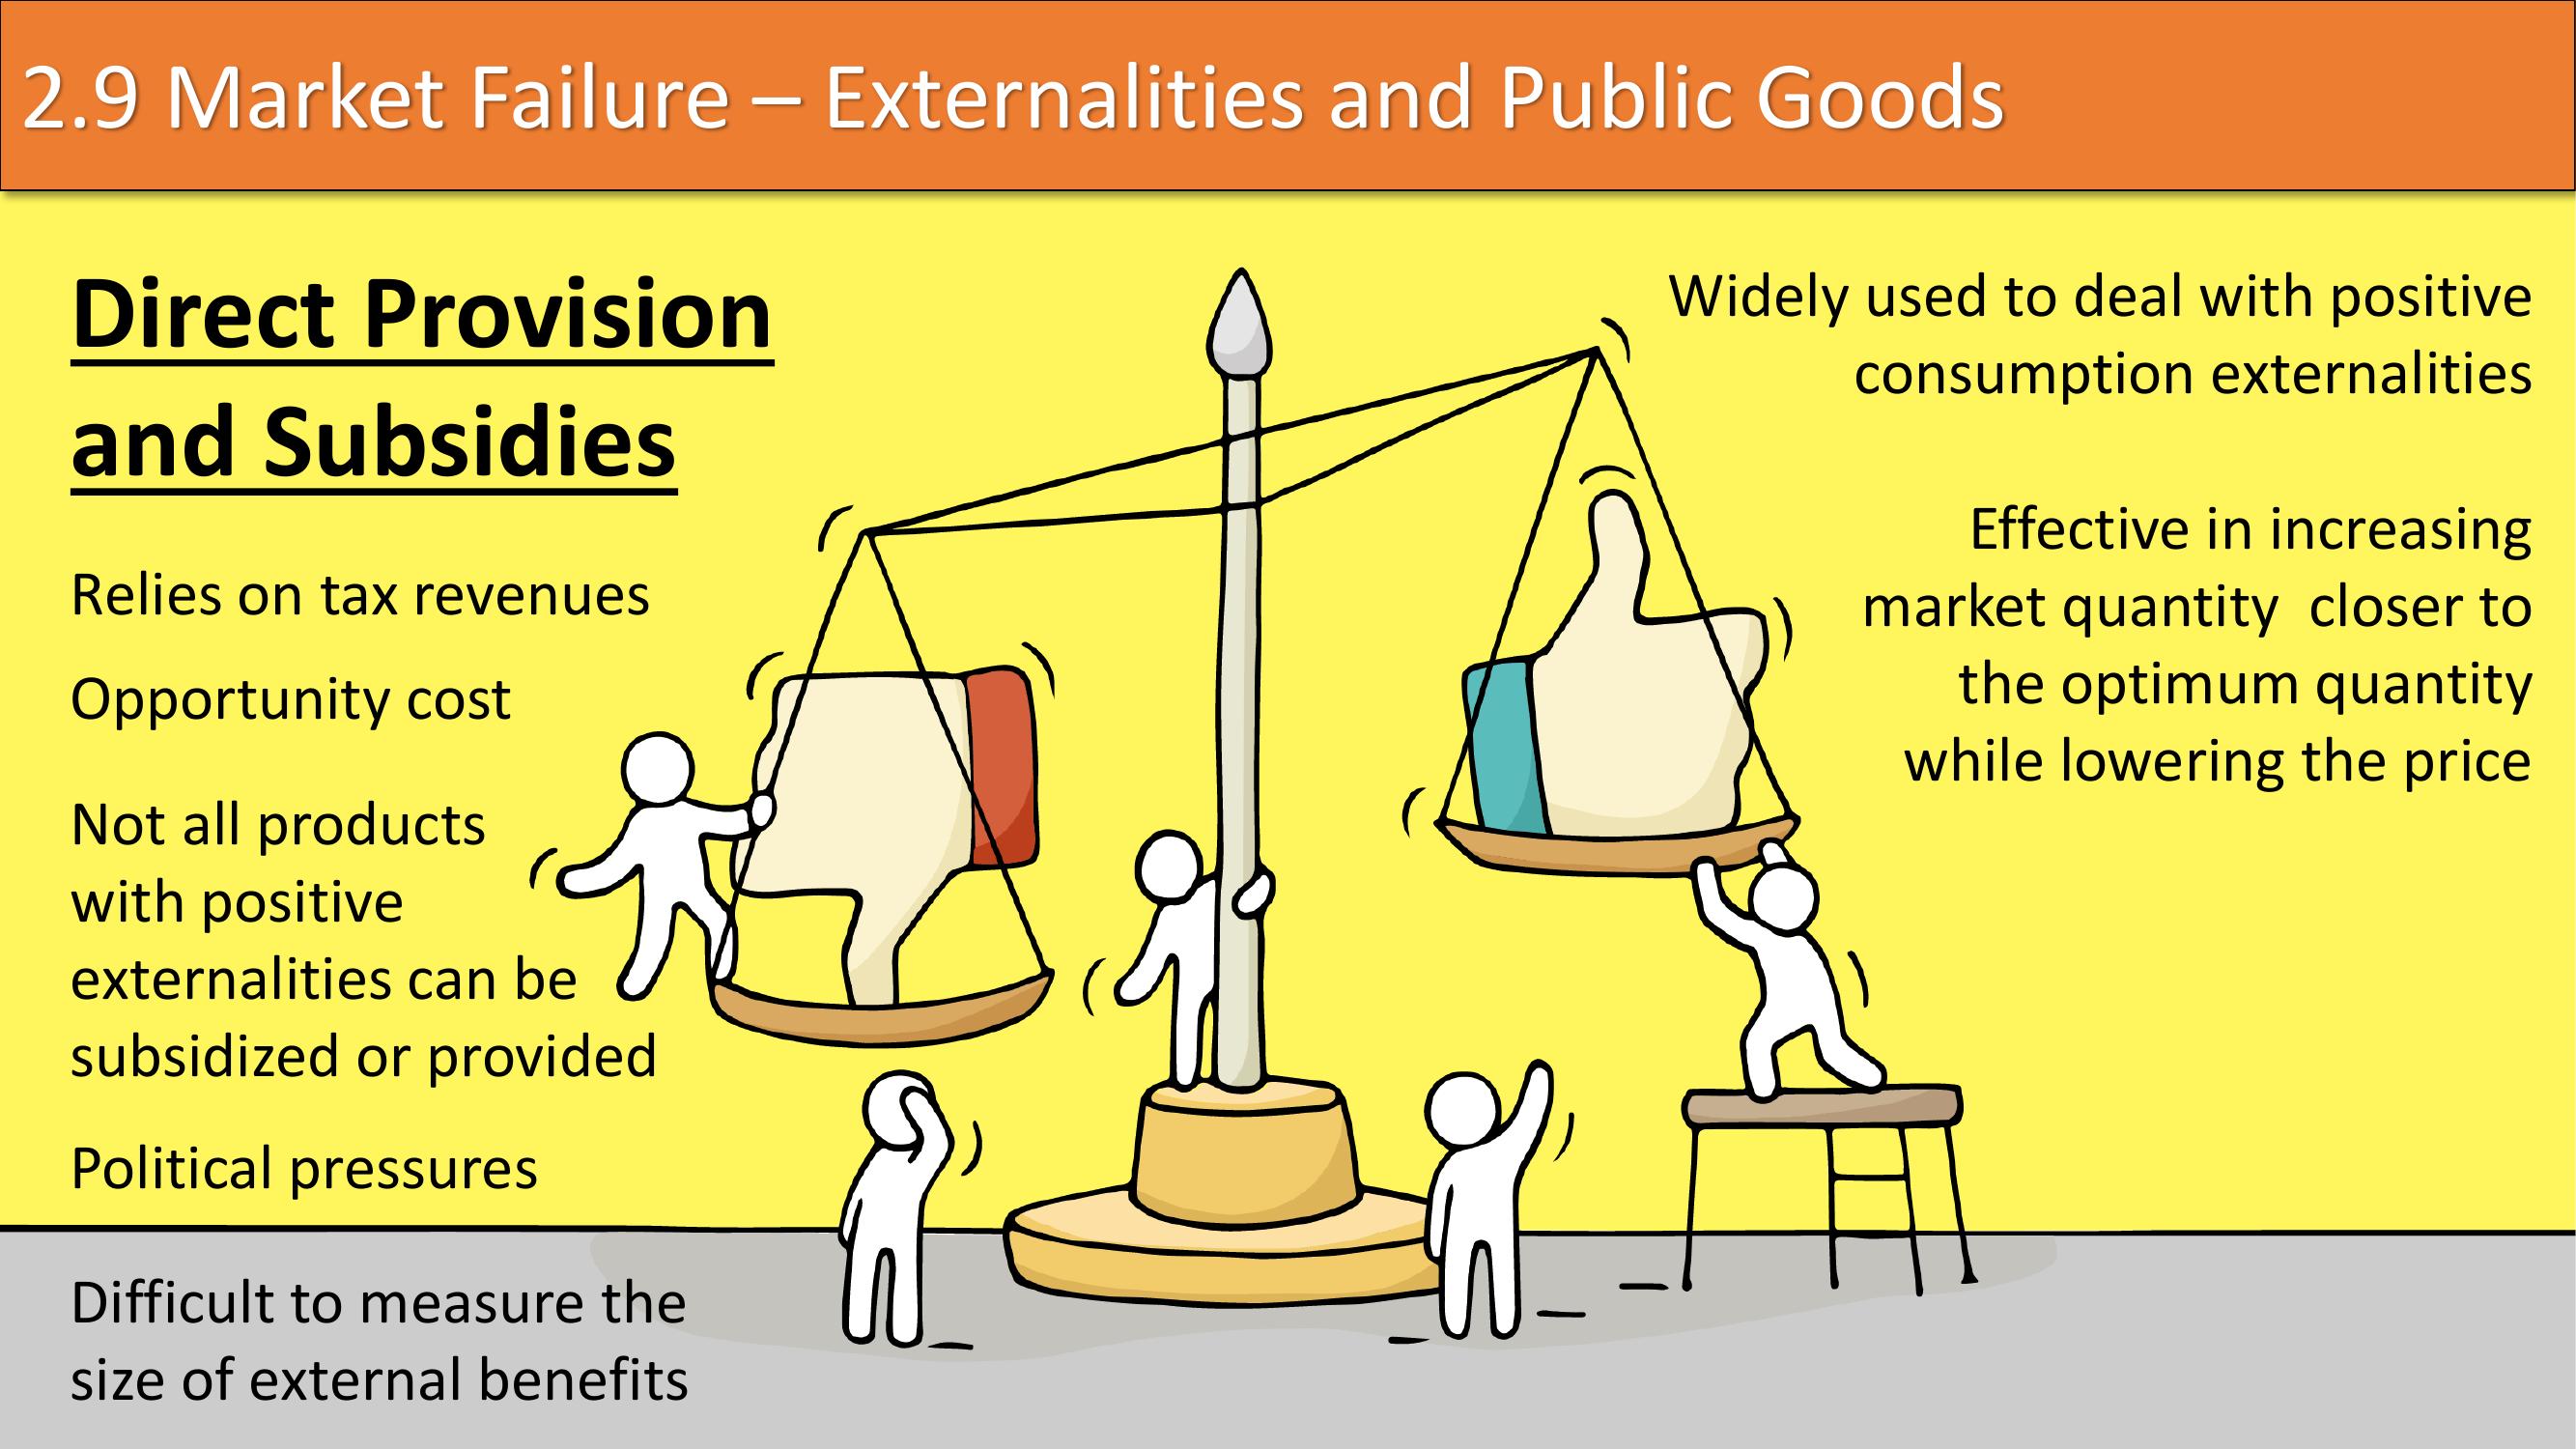 2.9 Market Failure – Externalities and Public Goods
Direct Provision
and Subsidies
Relies on tax revenues
Opportunity cost
Not all products
with positive
externalities can be
subsidized or provided
Political pressures
Difficult to measure the
size of external benefits
Widely used to deal with positive
consumption externalities
Effective in increasing
market quantity  closer to
the optimum quantity
while lowering the price